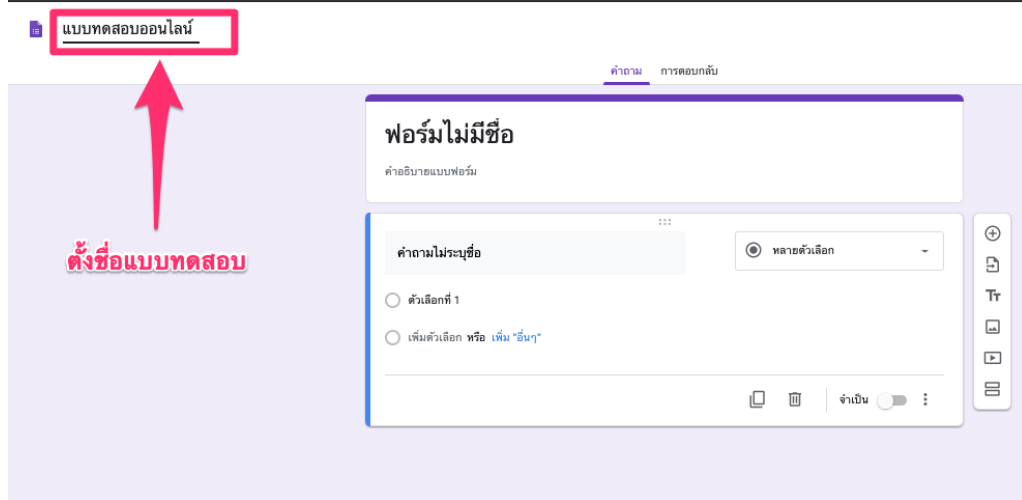 แบบทดสอบออนไลน์
คำถาม การตอบกลับ
ฟอร์มไม่มีชื่อ
คำอธิบายแบบฟอร์ม
ตั้งชื่อแบบทดสอบ
คำถามไม่ระบุชื่อ
หลายตัวเลือก
ตัวเลือกที่ 1
เพิ่มตัวเลือก หรือ เพิ่ม "อื่นๆ"
Tт
จำเป็น